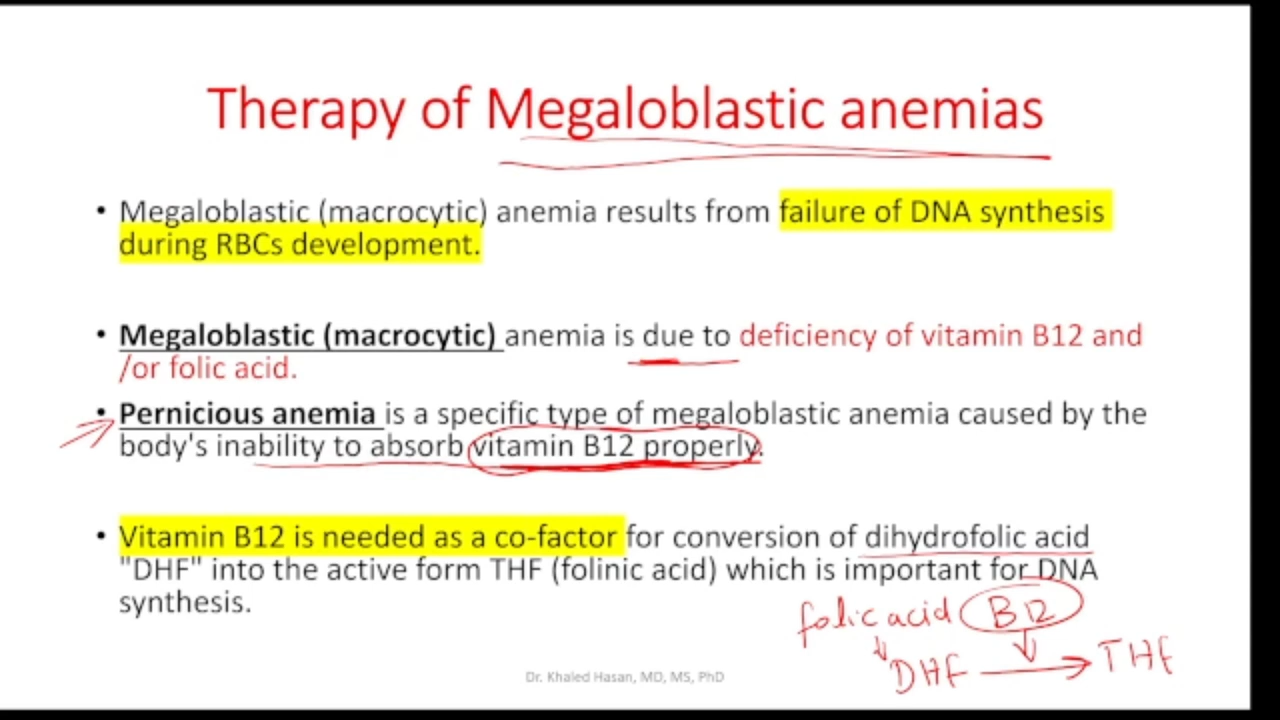 Therapy of Megaloblastic anemias
• Megaloblastic (macrocytic) anemia results from failure of DNA synthesis
during RBCs development.
• Megaloblastic (macrocytic) anemia is due to deficiency of vitamin B12 and
/or folic acid.
• Pernicious anemia is a specific type of megaloblastic anemia caused by the
body's inability to absorb vitamin B12 properly.
• Vitamin B12 is needed as a co-factor for conversion of dihydrofolic acid
"DHF" into the active form THF (folinic acid) which is important for DNA
synthesis.
folic acid B12
DHF → THF
Dr. Khaled Hasan, MD, MS, PhD